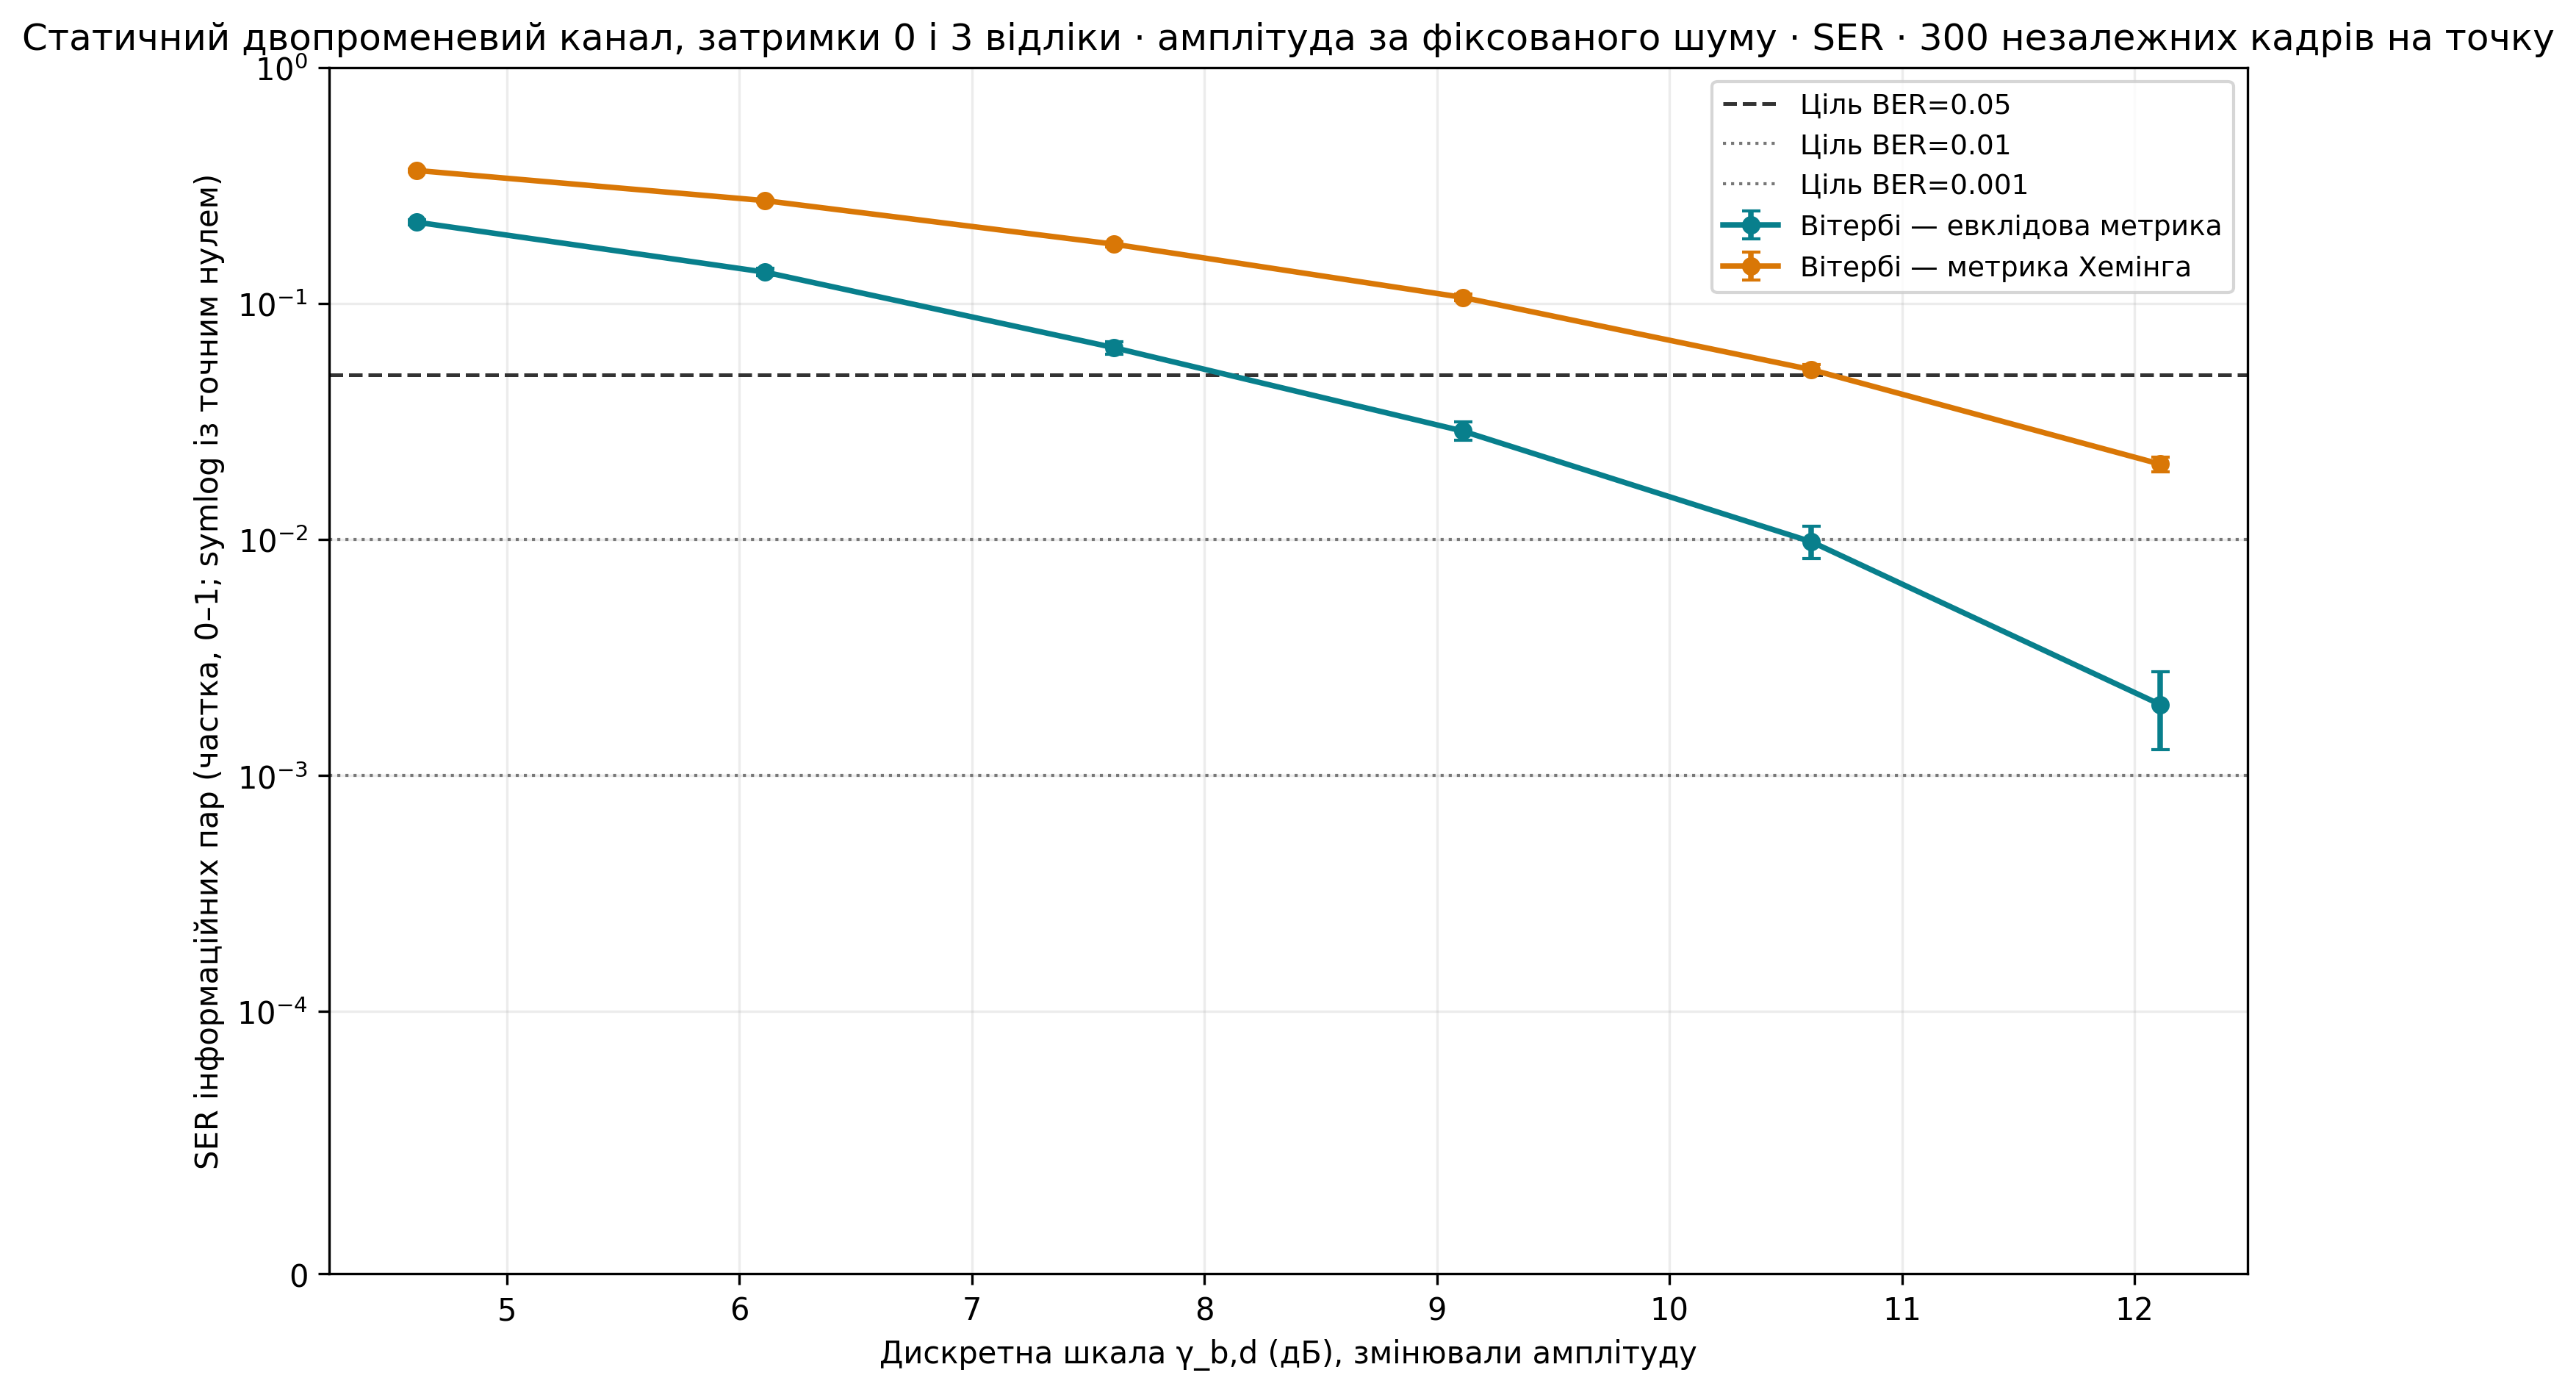 Статичний двопроменевий канал, затримки 0 і 3 відліки · амплітуда за фіксованого шуму · SER · 300 незалежних кадрів на точку
10⁰
Ціль BER=0.05
Ціль BER=0.01
Ціль BER=0.001
Вітербі — евклідова метрика
Вітербі — метрика Хемінга
10⁻¹
10⁻²
10⁻³
10⁻⁴
0
SER інформаційних пар (частка, 0–1; symlog із точним нулем)
5 6 7 8 9 10 11 12
Дискретна шкала γ_b,d (дБ), змінювали амплітуду